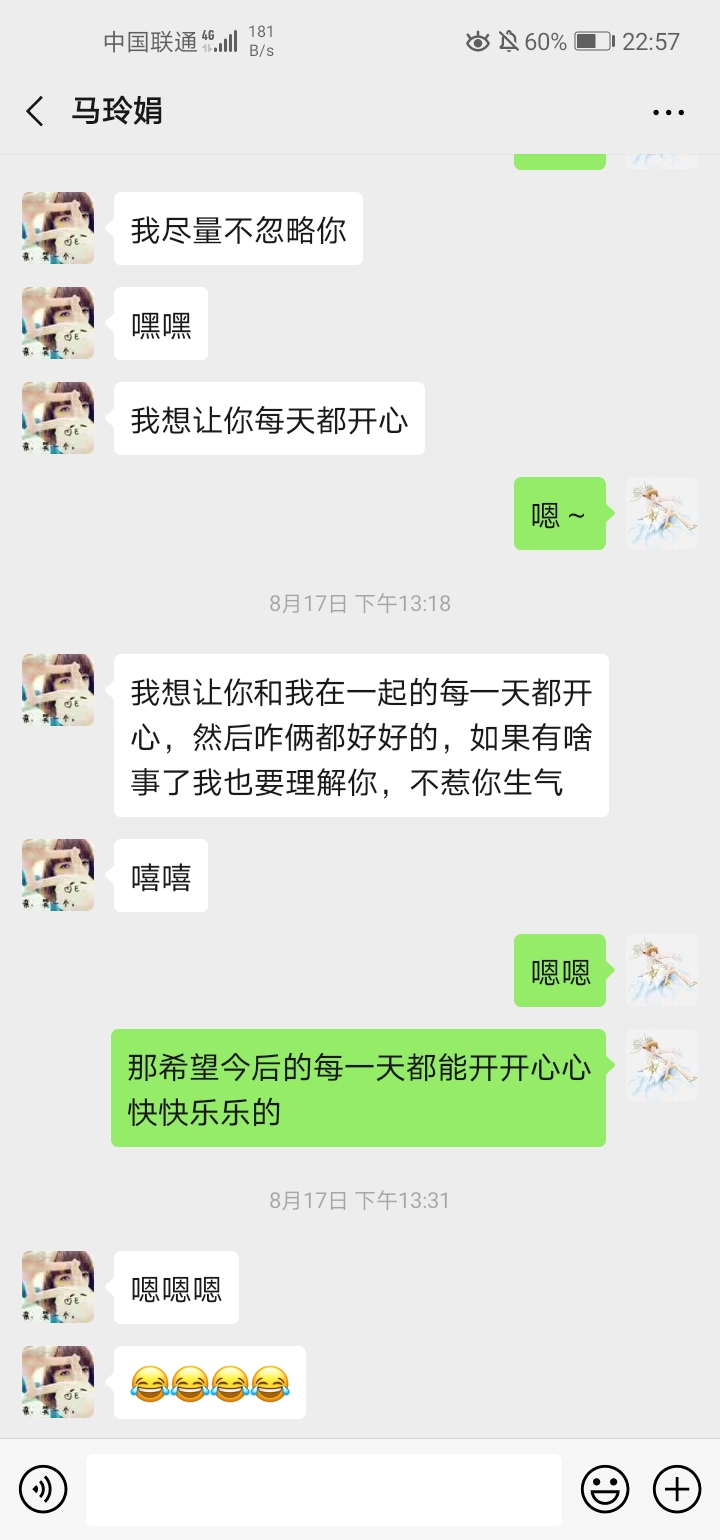 中国联通 4G 181 B/s 60% 22:57
马玲娟
我尽量不忽略你
嘿嘿
我想让你每天都开心
嗯~
8月17日 下午13:18
我想让你和我在一起的每一天都开
心，然后咋俩都好好的，如果有啥
事了我也要理解你，不惹你生气
嘻嘻
嗯嗯
那希望今后的每一天都能开开心心
快快乐乐的
8月17日 下午13:31
嗯嗯嗯
😂😂😂😂